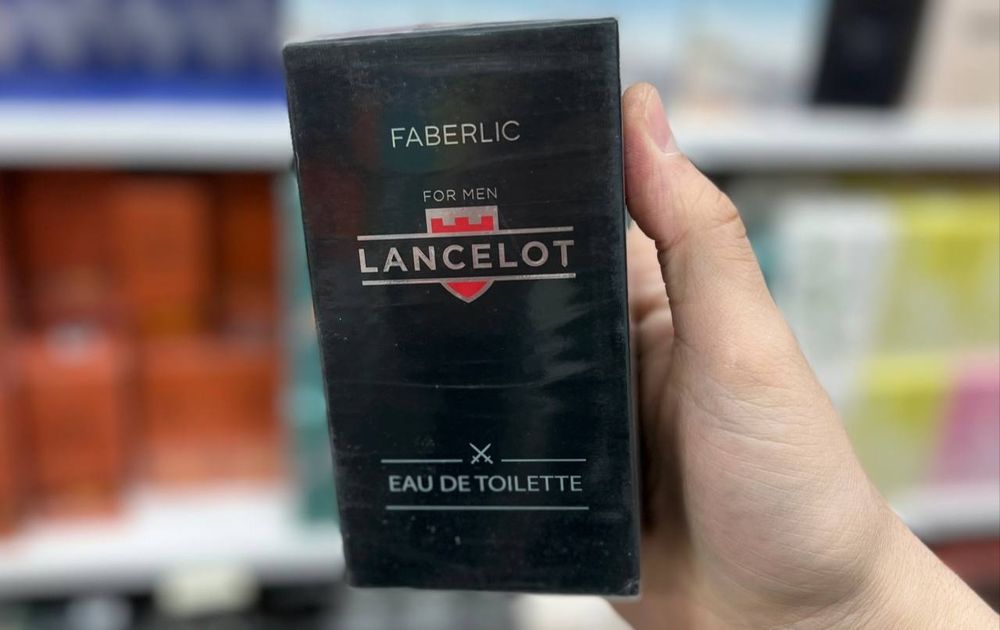 FABERLIC
FOR MEN
LANCELOT
EAU DE TOILETTE